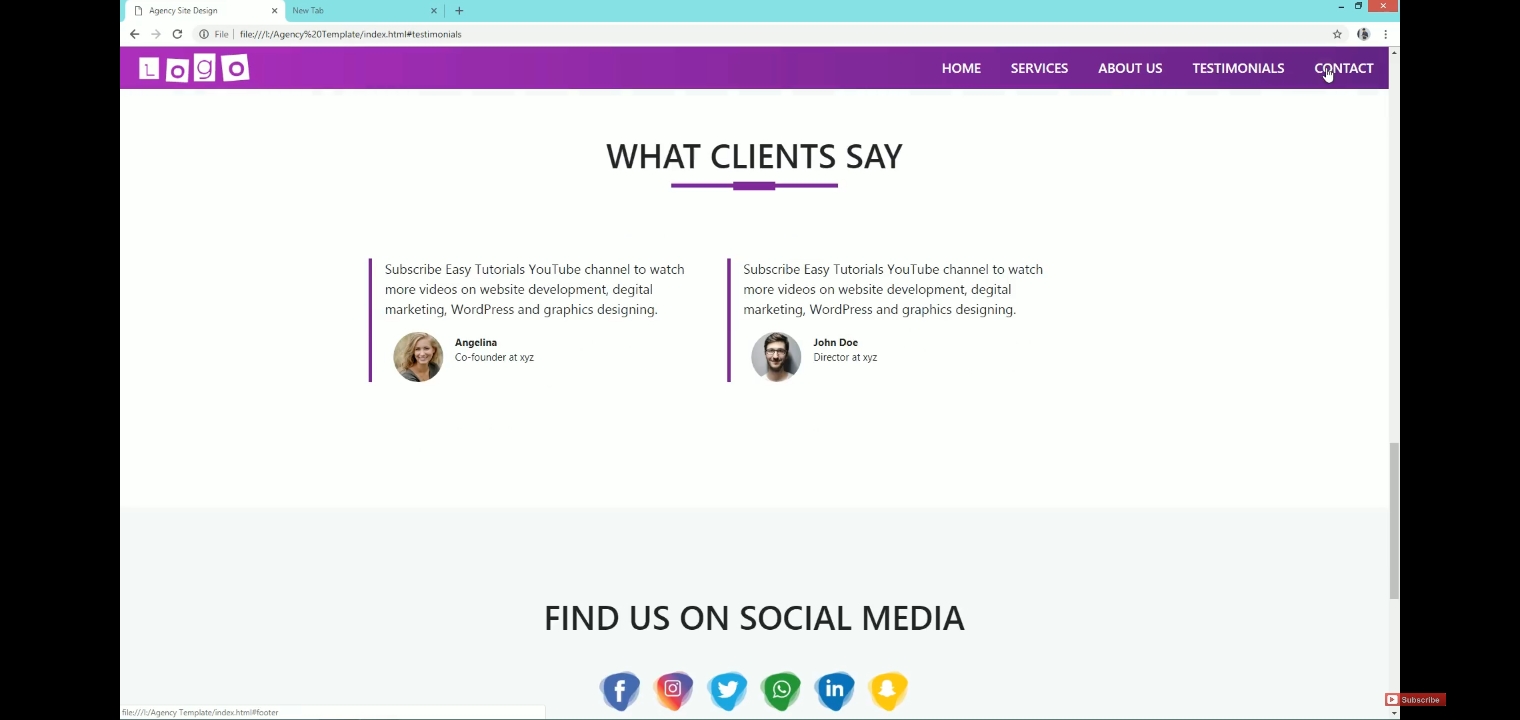 Agency Site Design
New Tab
File
file:///I:/Agency%20Template/index.html#testimonials
Logo
HOME
SERVICES
ABOUT US
TESTIMONIALS
CONTACT
WHAT CLIENTS SAY
Subscribe Easy Tutorials YouTube channel to watch
more videos on website development, degital
marketing, WordPress and graphics designing.
Angelina
Co-founder at xyz
Subscribe Easy Tutorials YouTube channel to watch
more videos on website development, degital
marketing, WordPress and graphics designing.
John Doe
Director at xyz
FIND US ON SOCIAL MEDIA
f
in
Subscribe
file:///I:/Agency Template/index.html#footer